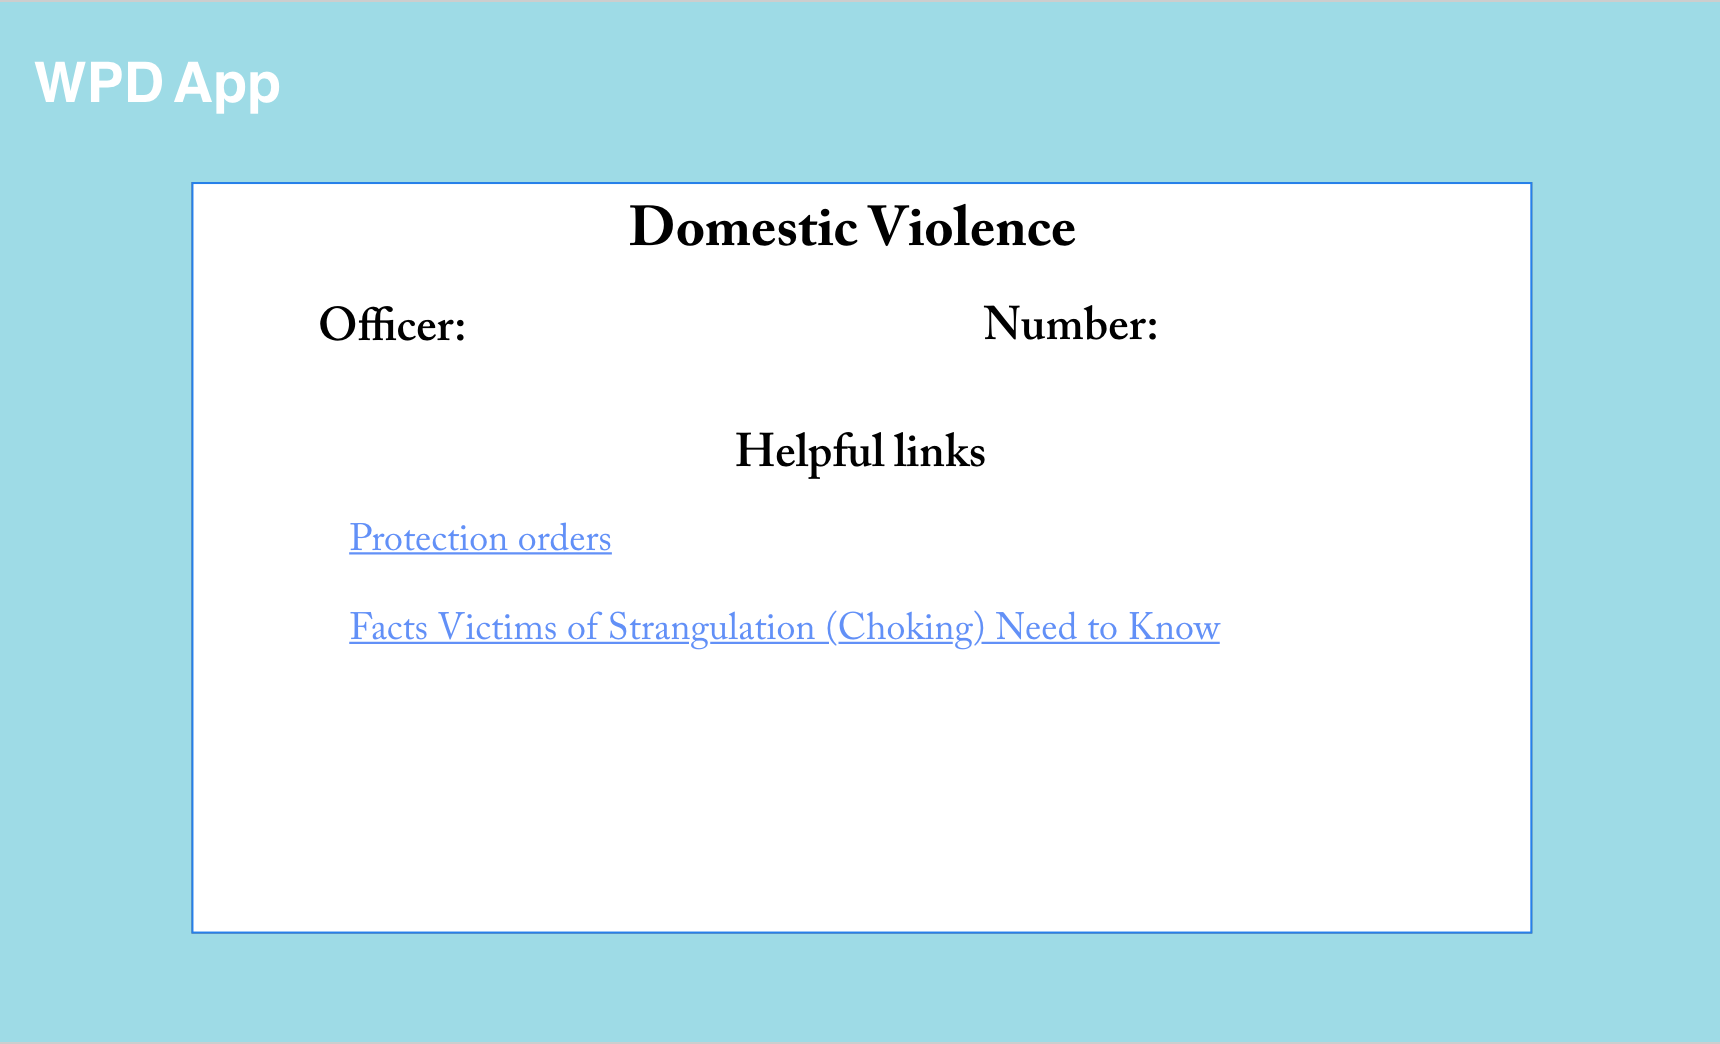 WPD App
Domestic Violence
Officer:
Number:
Helpful links
Protection orders
Facts Victims of Strangulation (Choking) Need to Know